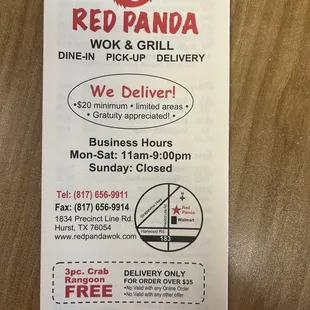 RED PANDA
WOK & GRILL
DINE-IN PICK-UP DELIVERY
We Deliver!
•$20 minimum • limited areas •
• Gratuity appreciated! •
Business Hours
Mon-Sat: 11am-9:00pm
Sunday: Closed
Tel: (817) 656-9911
Fax: (817) 656-9914
1834 Precinct Line Rd.
Hurst, TX 76054
www.redpandawok.com
Grapevine Hwy
Red
Panda
Walmart
Harwood Rd.
183
3pc. Crab
Rangoon
FREE
DELIVERY ONLY
FOR ORDER OVER $35
•No Valid with any Online Order
•No Valid with any other offer